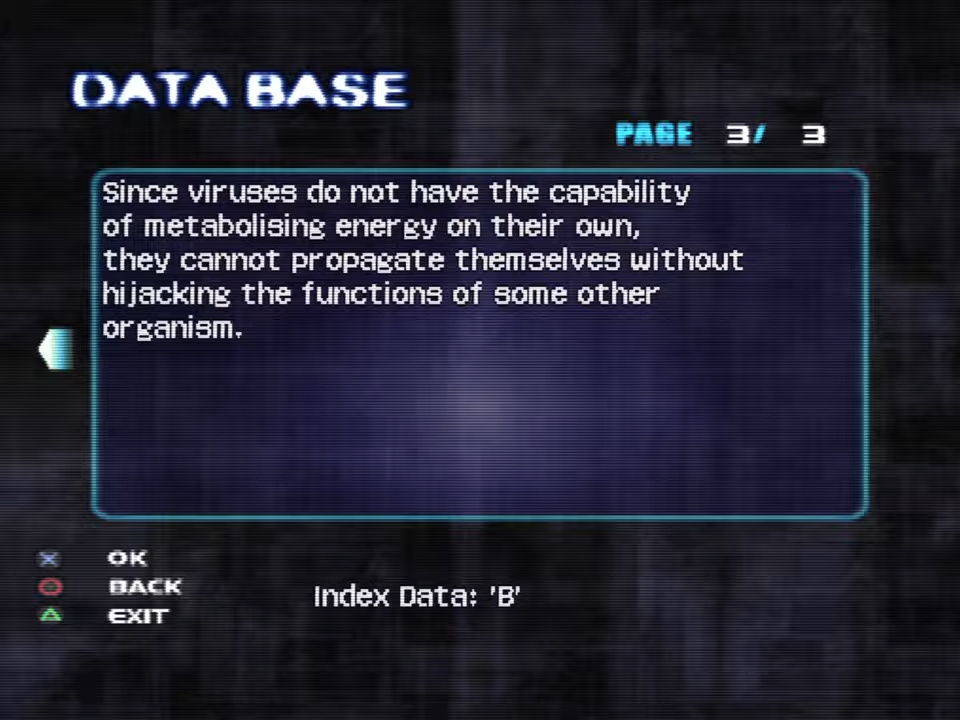 DATA BASE
PAGE 3/ 3
Since viruses do not have the capability
of metabolising energy on their own,
they cannot propagate themselves without
hijacking the functions of some other
organism.
OK
BACK
EXIT
Index Data: 'B'